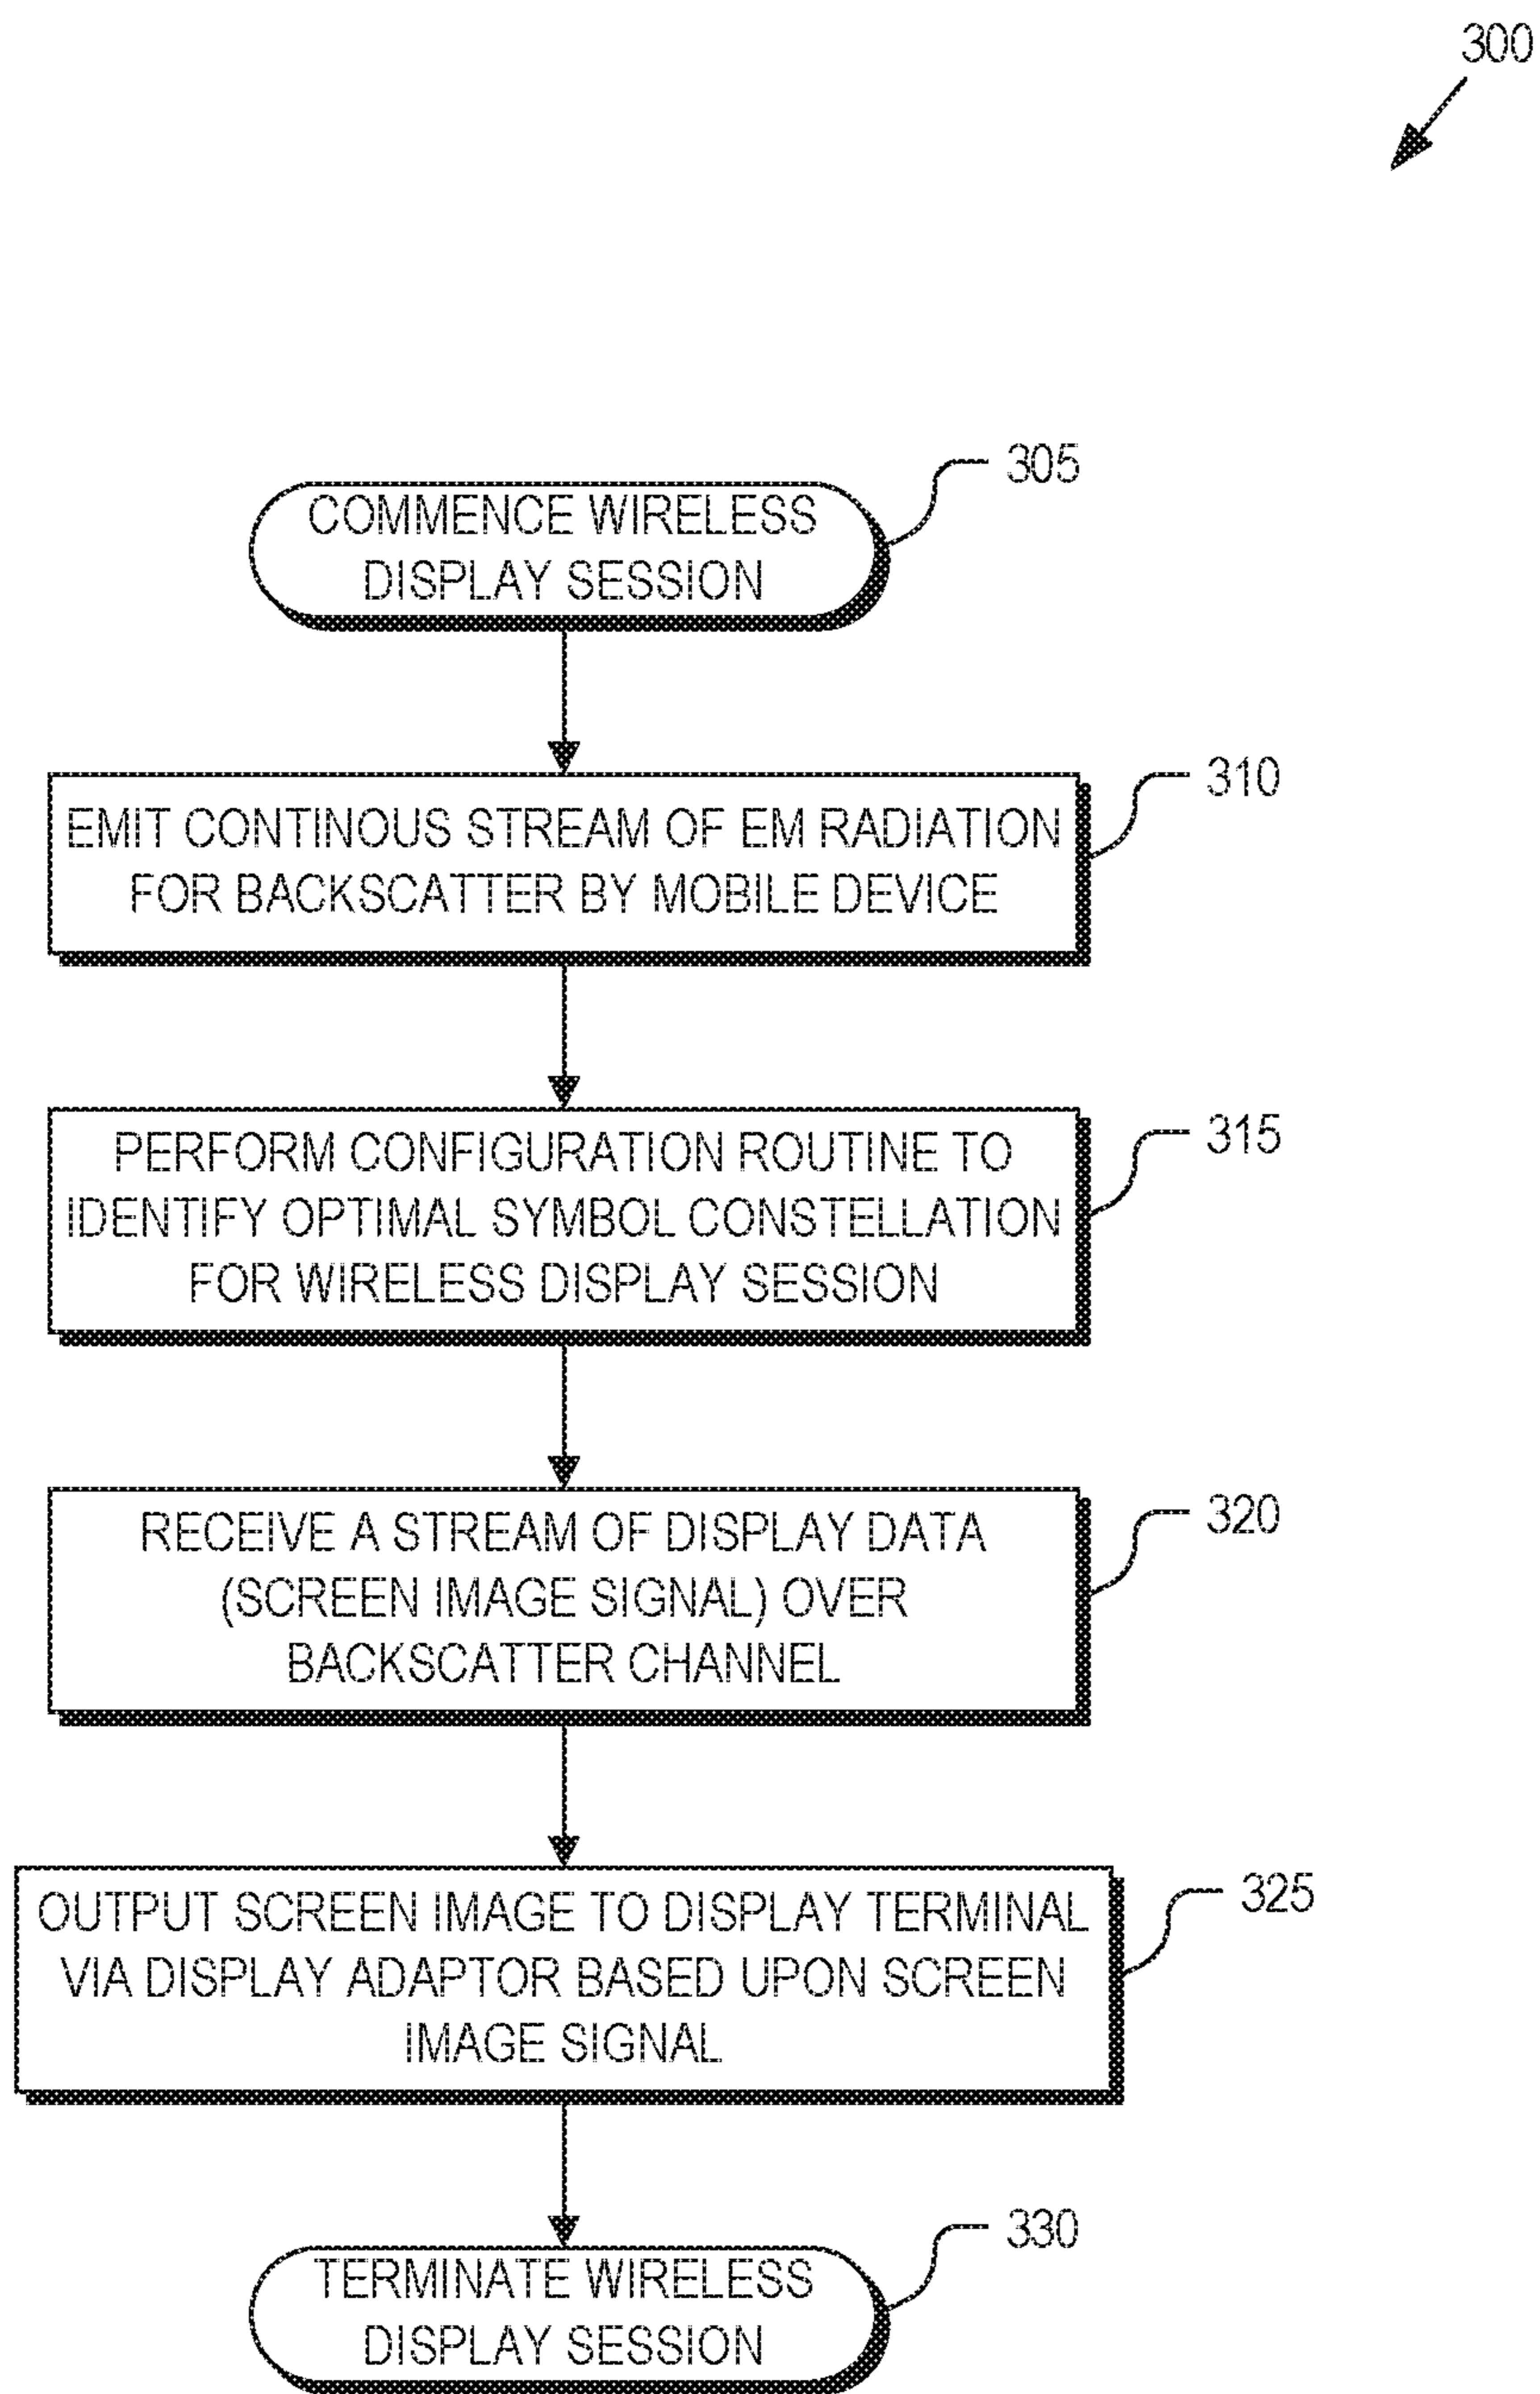 300
305
COMMENCE WIRELESS
DISPLAY SESSION
310
EMIT CONTINOUS STREAM OF EM RADIATION
FOR BACKSCATTER BY MOBILE DEVICE
315
PERFORM CONFIGURATION ROUTINE TO
IDENTIFY OPTIMAL SYMBOL CONSTELLATION
FOR WIRELESS DISPLAY SESSION
320
RECEIVE A STREAM OF DISPLAY DATA
(SCREEN IMAGE SIGNAL) OVER
BACKSCATTER CHANNEL
325
OUTPUT SCREEN IMAGE TO DISPLAY TERMINAL
VIA DISPLAY ADAPTOR BASED UPON SCREEN
IMAGE SIGNAL
330
TERMINATE WIRELESS
DISPLAY SESSION